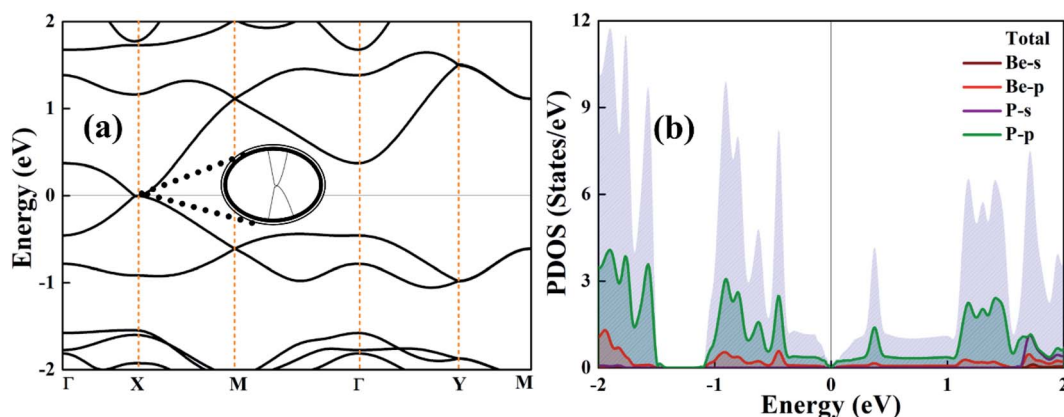 2
1
0
-1
-2
Energy (eV)
(a)
Γ X M Γ Y M
12
9
6
3
0
PDOS (States/eV)
(b)
Total
Be-s
Be-p
P-s
P-p
-2 -1 0 1 2
Energy (eV)